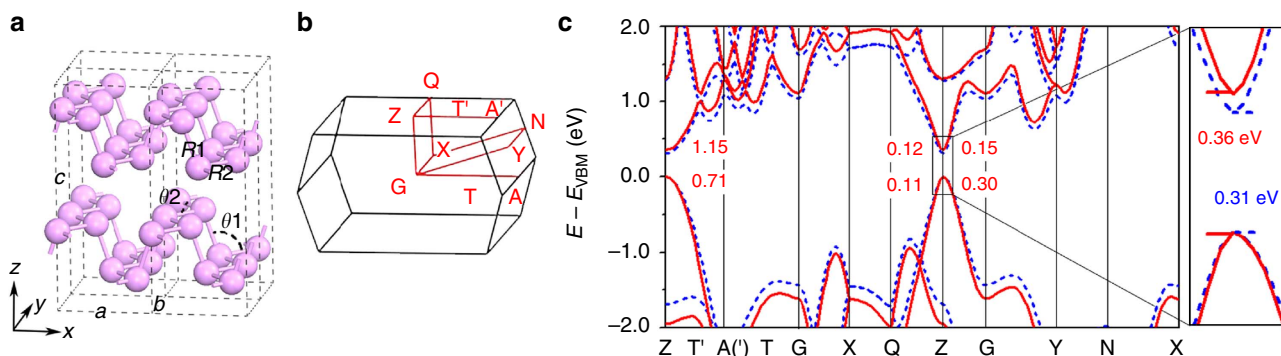 a
R1
R2
c
θ2
θ1
z
y
x
a
b
b
Q
Z
T'
A'
N
X
Y
G
T
A
c
E − E_VBM (eV)
2.0
1.0
0.0
−1.0
−2.0
1.15
0.71
0.12
0.15
0.11
0.30
Z T' A(') T G X Q Z G Y N X
0.36 eV
0.31 eV